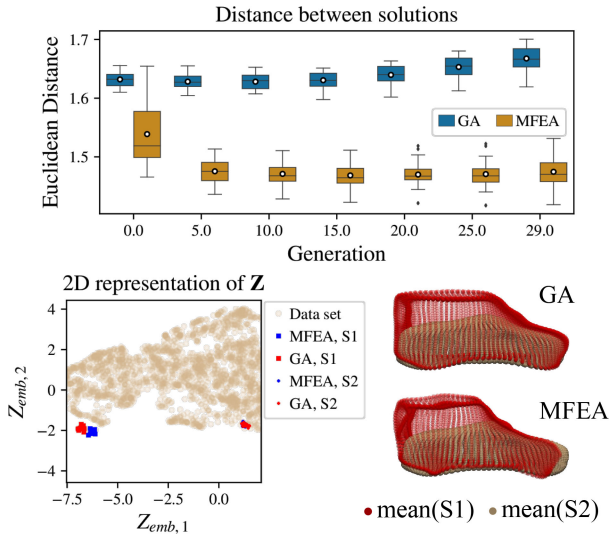 Distance between solutions
Euclidean Distance
1.7
1.6
1.5
GA MFEA
0.0 5.0 10.0 15.0 20.0 25.0 29.0
Generation
2D representation of Z
Z_emb,2
4
2
0
−2
−4
−7.5 −5.0 −2.5 0.0
Z_emb,1
Data set
MFEA, S1
GA, S1
MFEA, S2
GA, S2
GA
MFEA
mean(S1) mean(S2)